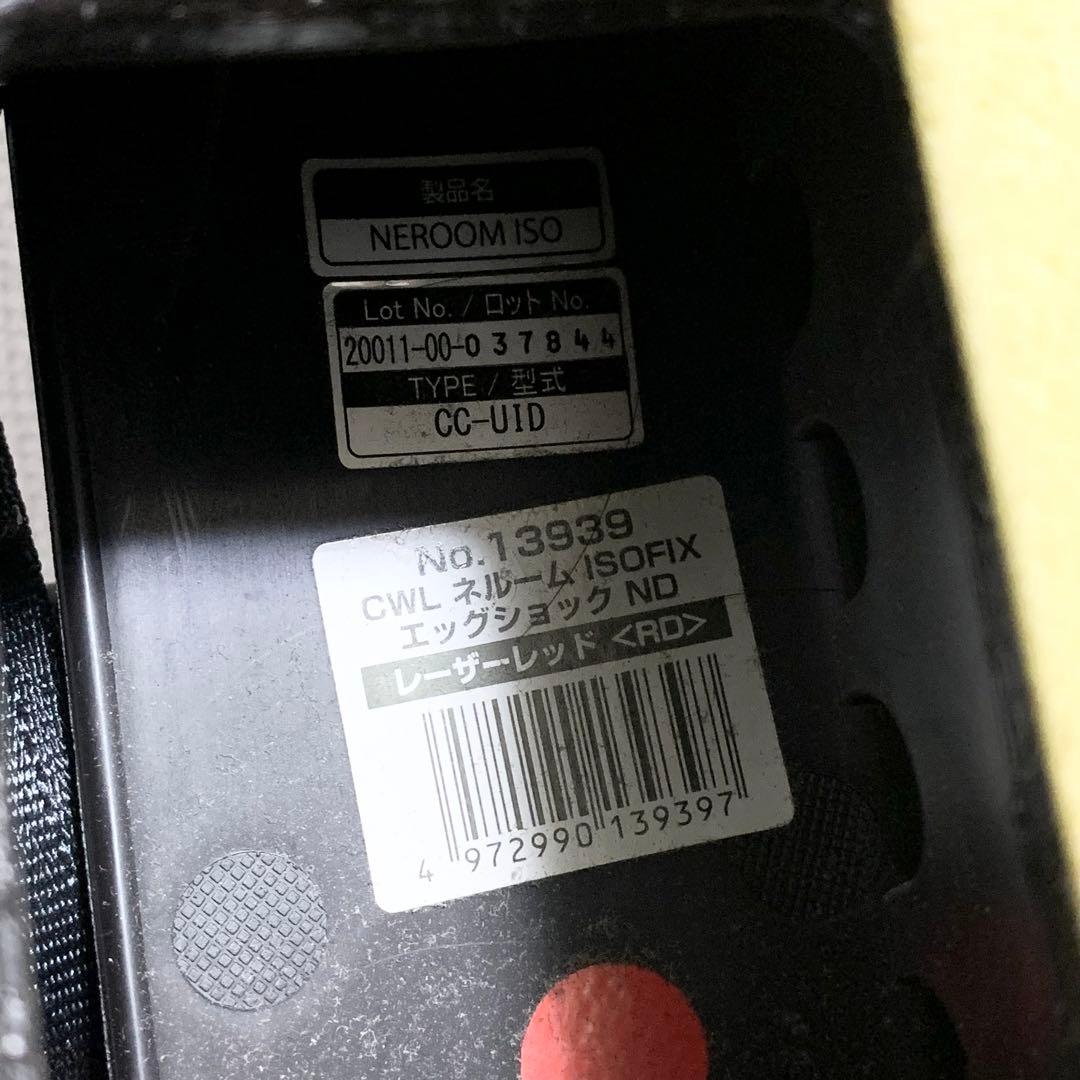 製品名
NEROOM ISO
Lot No. / ロット No.
20011-00-037844
TYPE / 型式
CC-UID
No.13939
CWL ネルーム ISOFIX
エッグショック ND
レーザーレッド <RD>
4 972990 139397